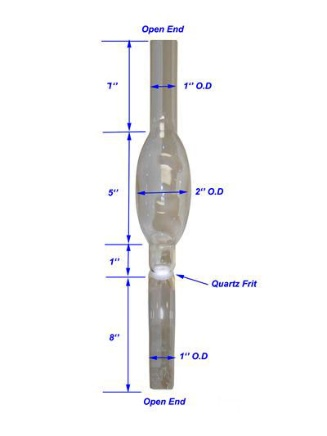 Open End
7"
1" O.D
5"
2" O.D
1"
Quartz Frit
8"
1" O.D
Open End